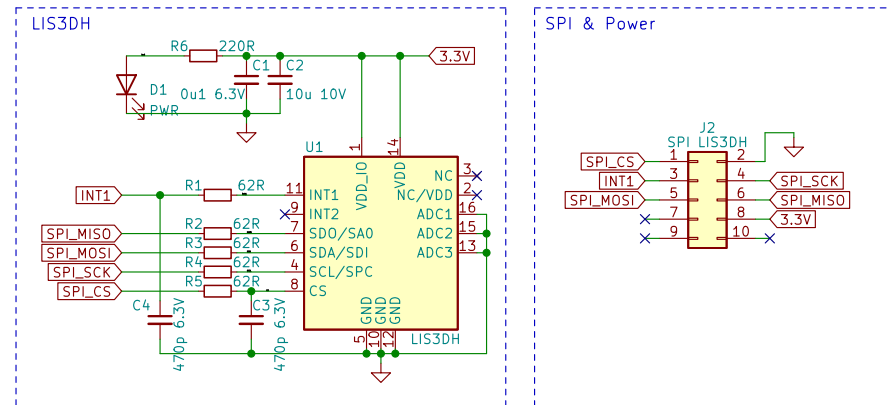 LIS3DH
R6 220R
C1 C2
3.3V
D1
0u1 6.3V 10u 10V
PWR
U1
1 14
VDD_IO VDD
NC 3
NC/VDD 2
INT1 R1 62R 11 INT1 ADC1 16
9 INT2
SPI_MISO R2 62R 7 SDO/SA0 ADC2 15
SPI_MOSI R3 62R 6 SDA/SDI ADC3 13
SPI_SCK R4 62R 4 SCL/SPC
SPI_CS R5 62R 8 CS
C4 470p 6.3V
C3 470p 6.3V
GND GND GND
5 10 12
LIS3DH
SPI & Power
J2
SPI LIS3DH
SPI_CS 1 2
INT1 3 4 SPI_SCK
SPI_MOSI 5 6 SPI_MISO
7 8 3.3V
9 10